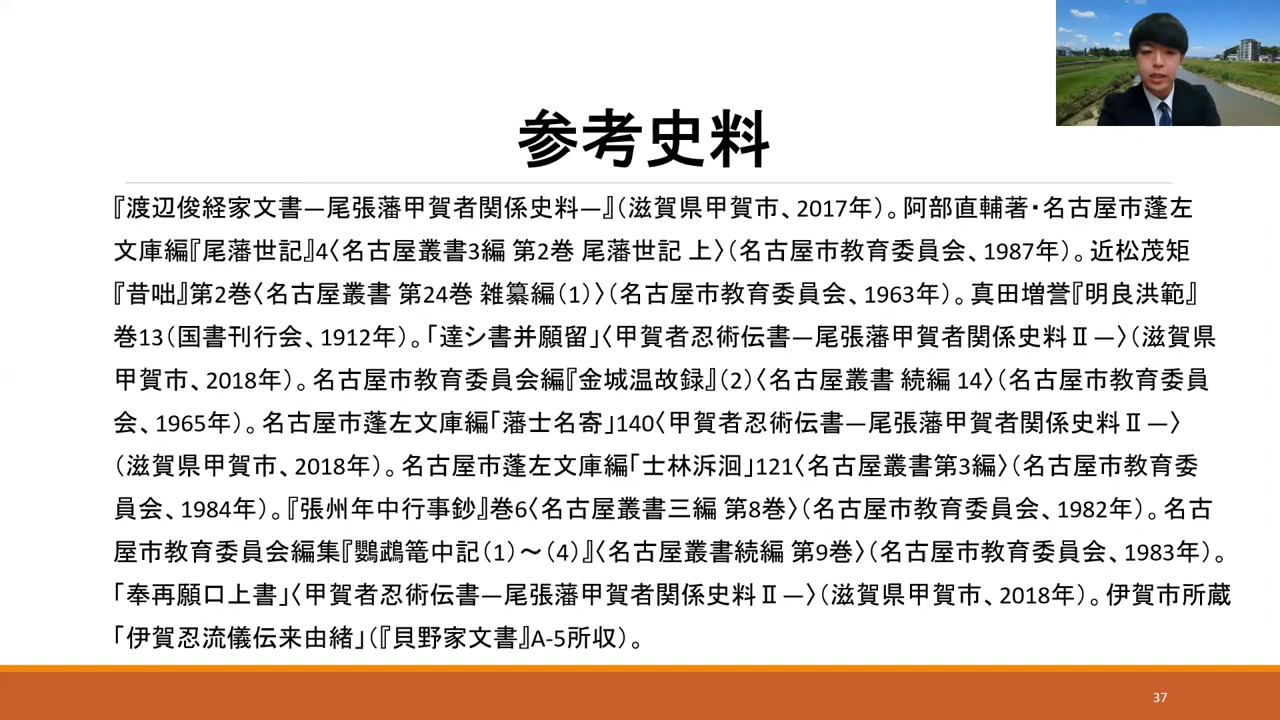 参考史料
『渡辺俊経家文書―尾張藩甲賀者関係史料―』（滋賀県甲賀市、2017年）。阿部直輔著・名古屋市蓬左
文庫編『尾藩世記』4〈名古屋叢書3編 第2巻 尾藩世記 上〉（名古屋市教育委員会、1987年）。近松茂矩
『昔咄』第2巻〈名古屋叢書 第24巻 雑纂編（1）〉（名古屋市教育委員会、1963年）。真田増誉『明良洪範』
巻13（国書刊行会、1912年）。「達シ書并願留」〈甲賀者忍術伝書―尾張藩甲賀者関係史料Ⅱ―〉（滋賀県
甲賀市、2018年）。名古屋市教育委員会編『金城温故録』（2）〈名古屋叢書 続編 14〉（名古屋市教育委員
会、1965年）。名古屋市蓬左文庫編「藩士名寄」140〈甲賀者忍術伝書―尾張藩甲賀者関係史料Ⅱ―〉
（滋賀県甲賀市、2018年）。名古屋市蓬左文庫編「士林泝洄」121〈名古屋叢書第3編〉（名古屋市教育委
員会、1984年）。『張州年中行事鈔』巻6〈名古屋叢書三編 第8巻〉（名古屋市教育委員会、1982年）。名古
屋市教育委員会編集『鸚鵡篭中記（1）～（4）』〈名古屋叢書続編 第9巻〉（名古屋市教育委員会、1983年）。
「奉再願口上書」〈甲賀者忍術伝書―尾張藩甲賀者関係史料Ⅱ―〉（滋賀県甲賀市、2018年）。伊賀市所蔵
「伊賀忍流儀伝来由緒」（『貝野家文書』A-5所収）。
37